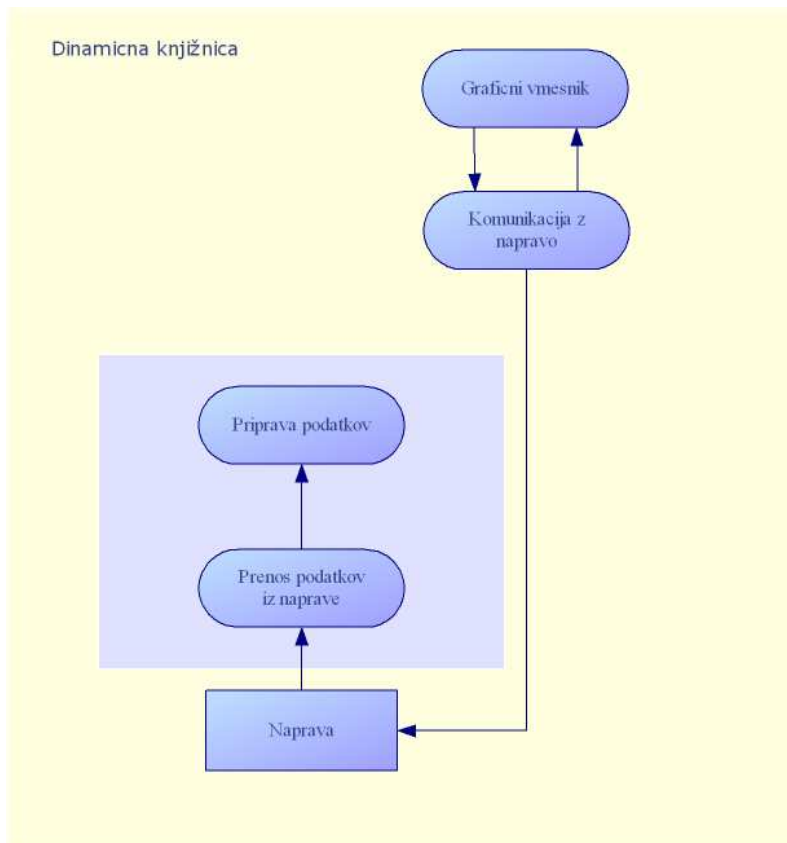 Dinamicna knjižnica
Graficni vmesnik
Komunikacija z
napravo
Priprava podatkov
Prenos podatkov
iz naprave
Naprava